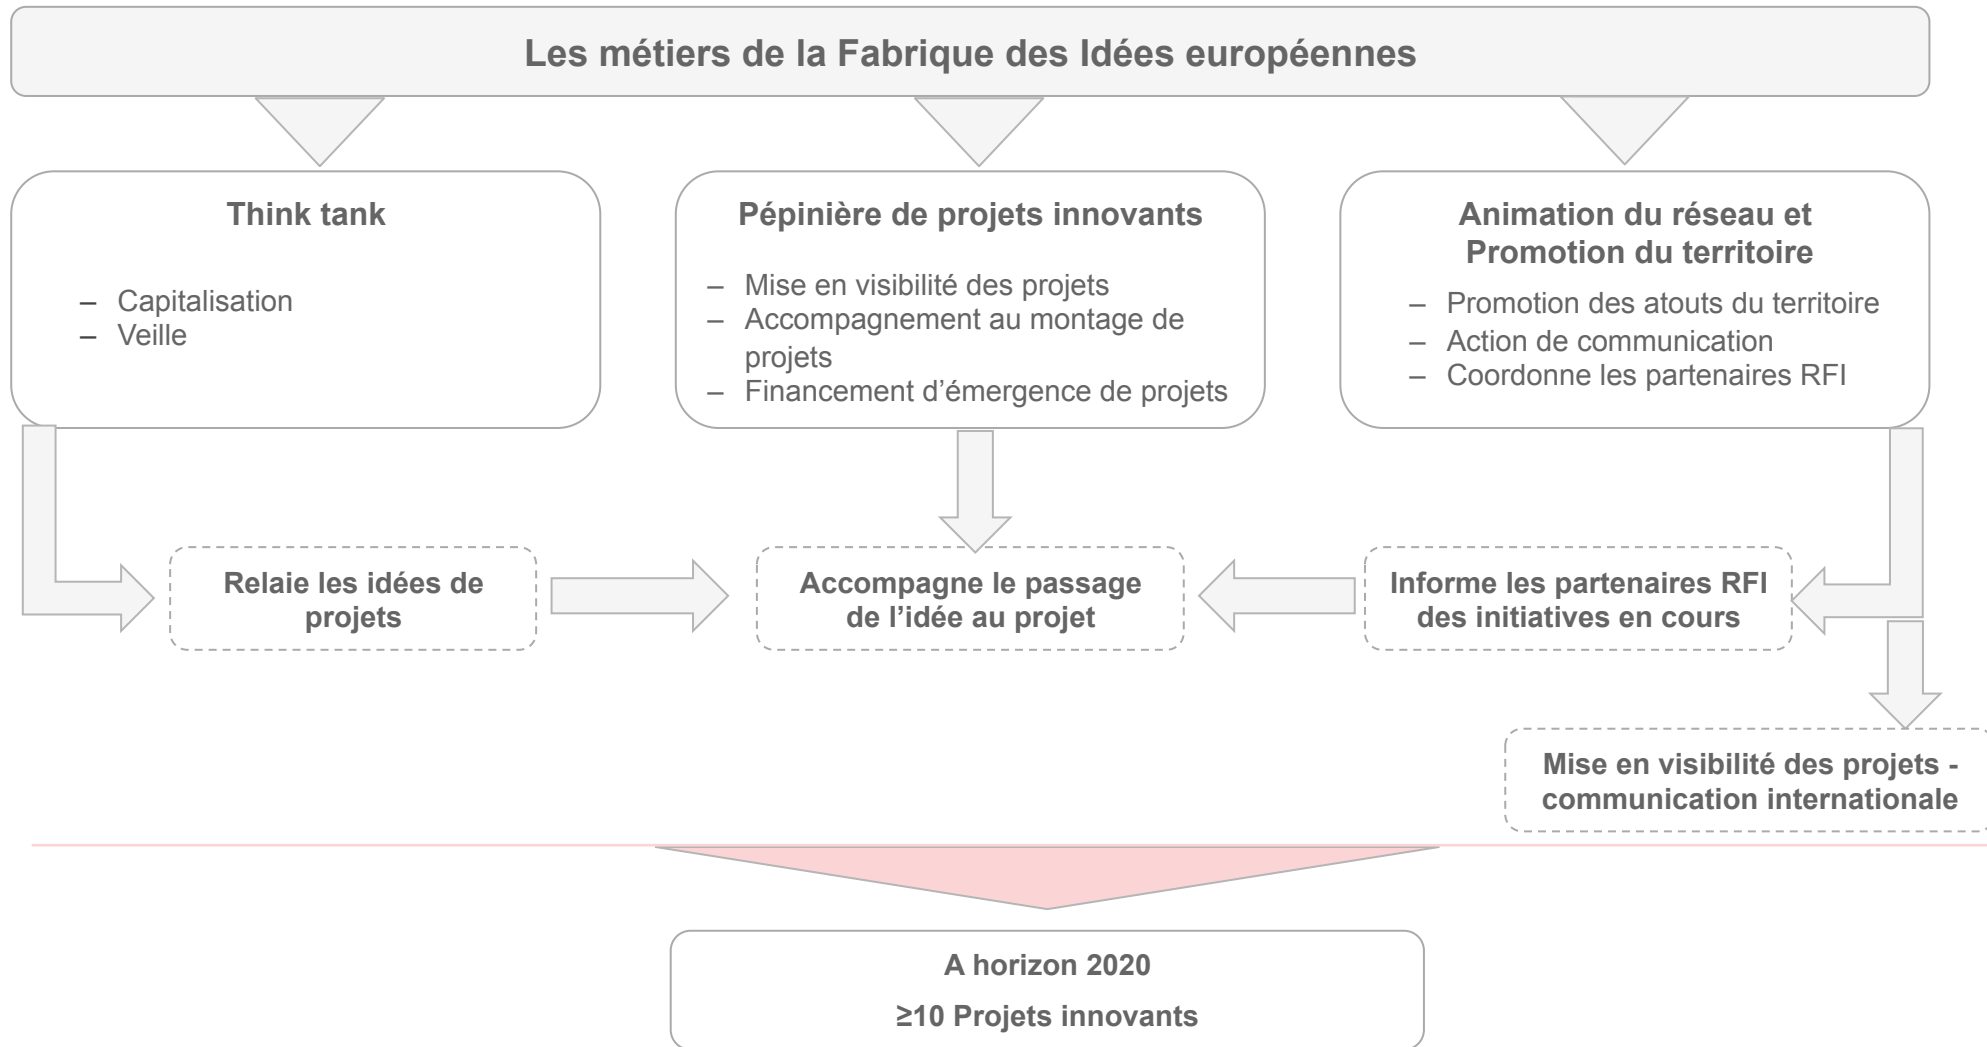 Les métiers de la Fabrique des Idées européennes
Think tank
– Capitalisation
– Veille
Pépinière de projets innovants
– Mise en visibilité des projets
– Accompagnement au montage de
projets
– Financement d’émergence de projets
Animation du réseau et
Promotion du territoire
– Promotion des atouts du territoire
– Action de communication
– Coordonne les partenaires RFI
Relaie les idées de
projets
Accompagne le passage
de l’idée au projet
Informe les partenaires RFI
des initiatives en cours
Mise en visibilité des projets -
communication internationale
A horizon 2020
≥10 Projets innovants